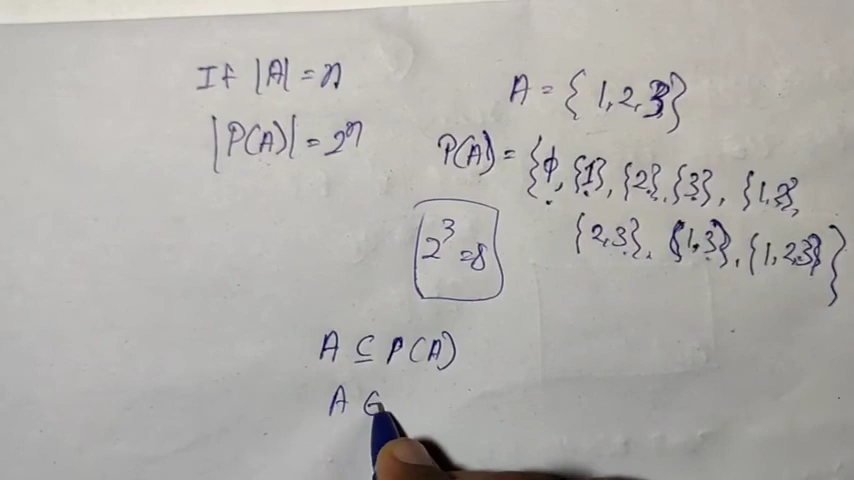 If |A| = n
|P(A)| = 2ⁿ
A = {1, 2, 3}
P(A) = {ϕ, {1}, {2}, {3}, {1, 2},
{2, 3}, {1, 3}, {1, 2, 3}}
2³ = 8
A ⊆ P(A)
A ∈